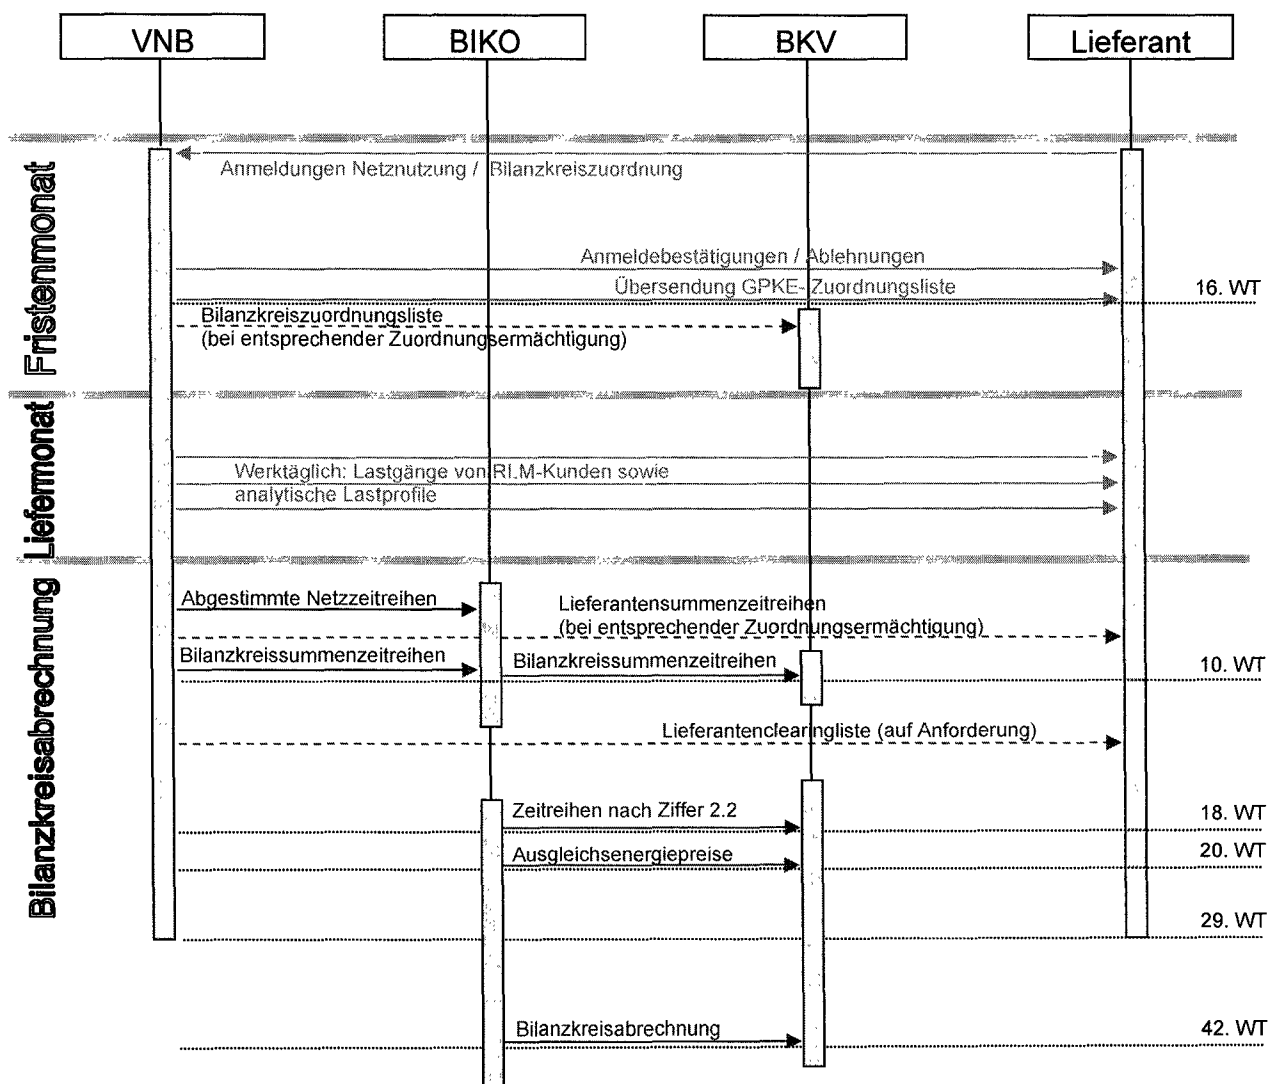 VNB
BIKO
BKV
Lieferant
Fristenmonat
Anmeldungen Netznutzung / Bilanzkreiszuordnung
Anmeldebestätigungen / Ablehnungen
Übersendung GPKE- Zuordnungsliste
16. WT
Bilanzkreiszuordnungsliste
(bei entsprechender Zuordnungsermächtigung)
Liefermonat
Werktäglich: Lastgänge von RLM-Kunden sowie
analytische Lastprofile
Bilanzkreisabrechnung
Abgestimmte Netzzeitreihen
Lieferantensummenzeitreihen
(bei entsprechender Zuordnungsermächtigung)
Bilanzkreissummenzeitreihen
Bilanzkreissummenzeitreihen
10. WT
Lieferantenclearingliste (auf Anforderung)
Zeitreihen nach Ziffer 2.2
18. WT
Ausgleichsenergiepreise
20. WT
29. WT
Bilanzkreisabrechnung
42. WT